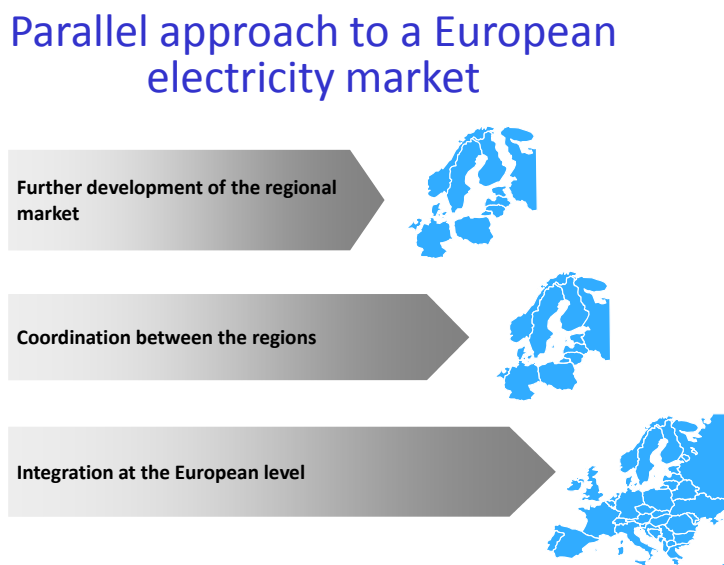 Parallel approach to a European
electricity market
Further development of the regional
market
Coordination between the regions
Integration at the European level